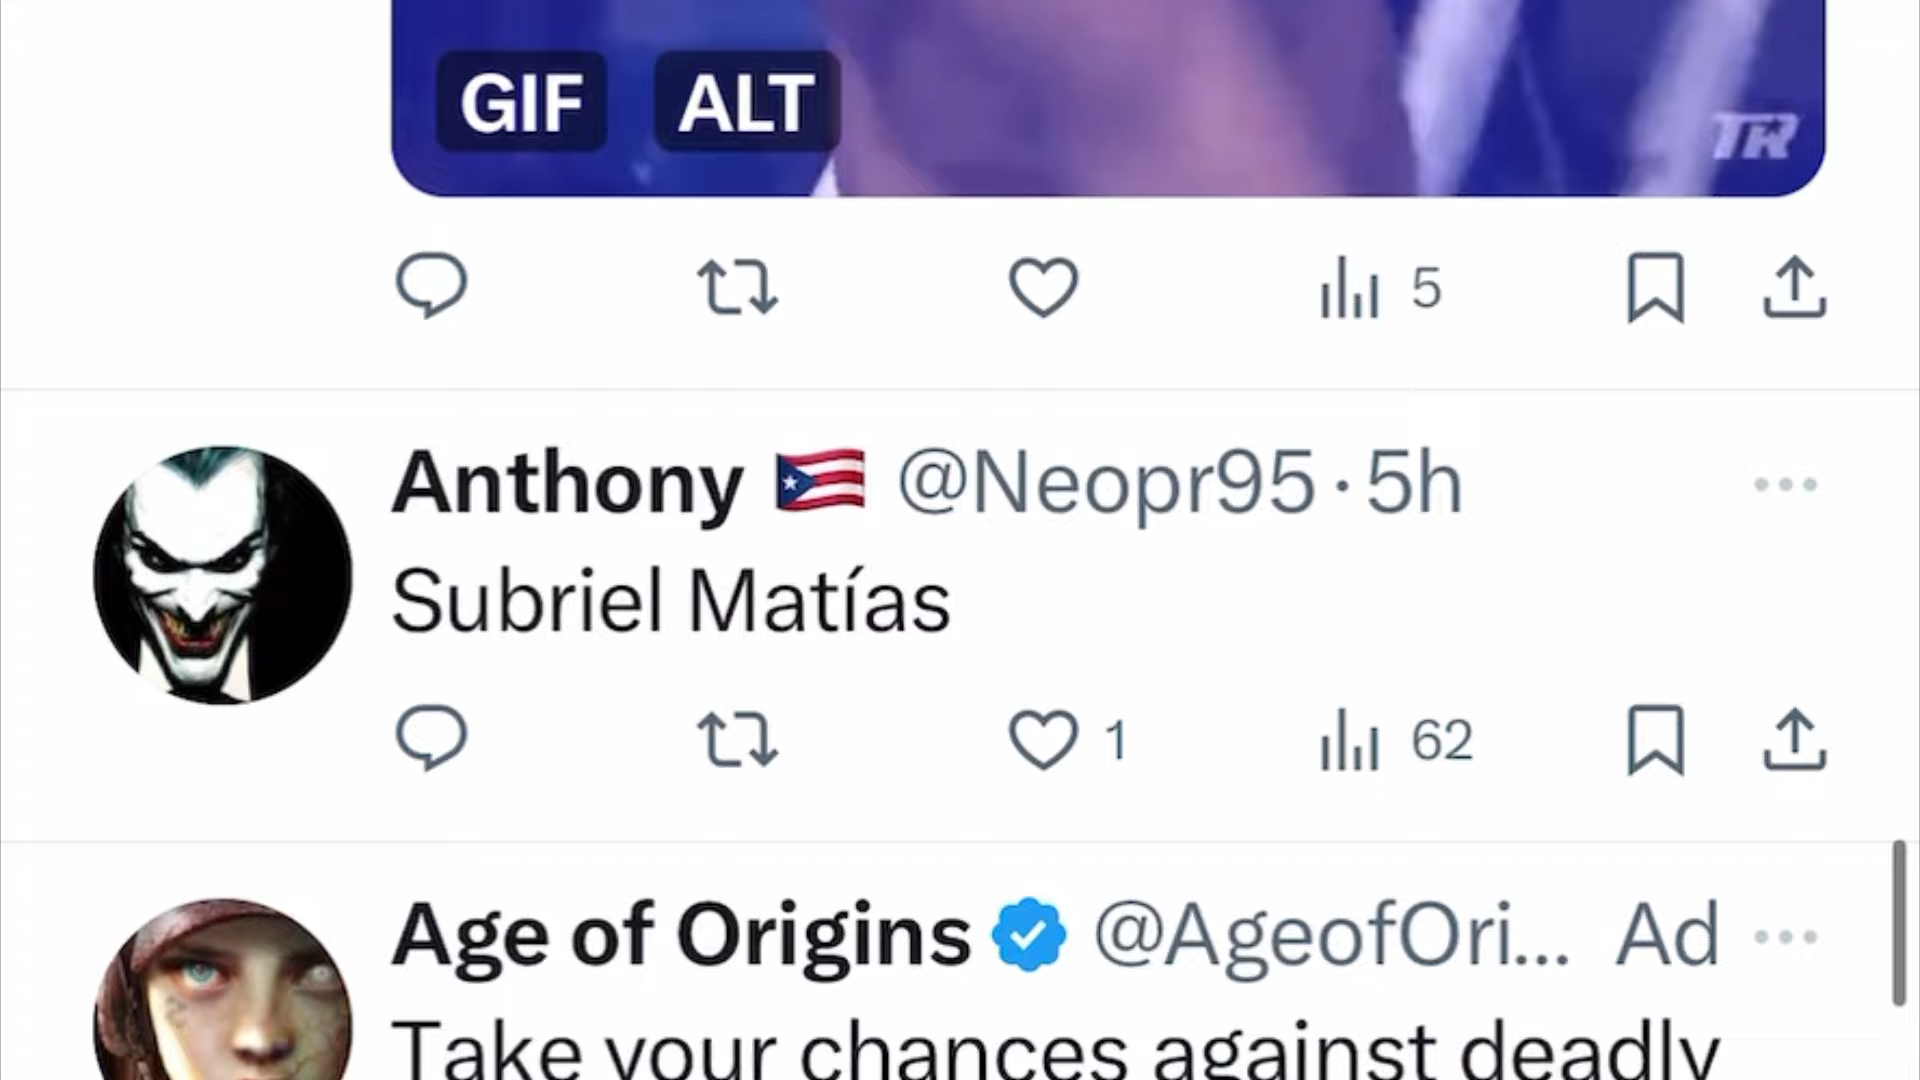 GIF ALT
TR
5
Anthony 🇵🇷 @Neopr95 · 5h
Subriel Matías
1 62
Age of Origins @AgeofOri... Ad
Take your chances against deadly